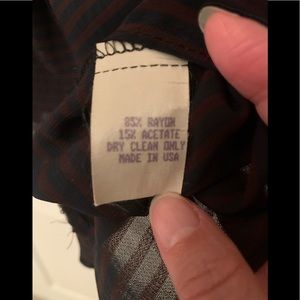 85% RAYON
15% ACETATE
DRY CLEAN ONLY
MADE IN USA